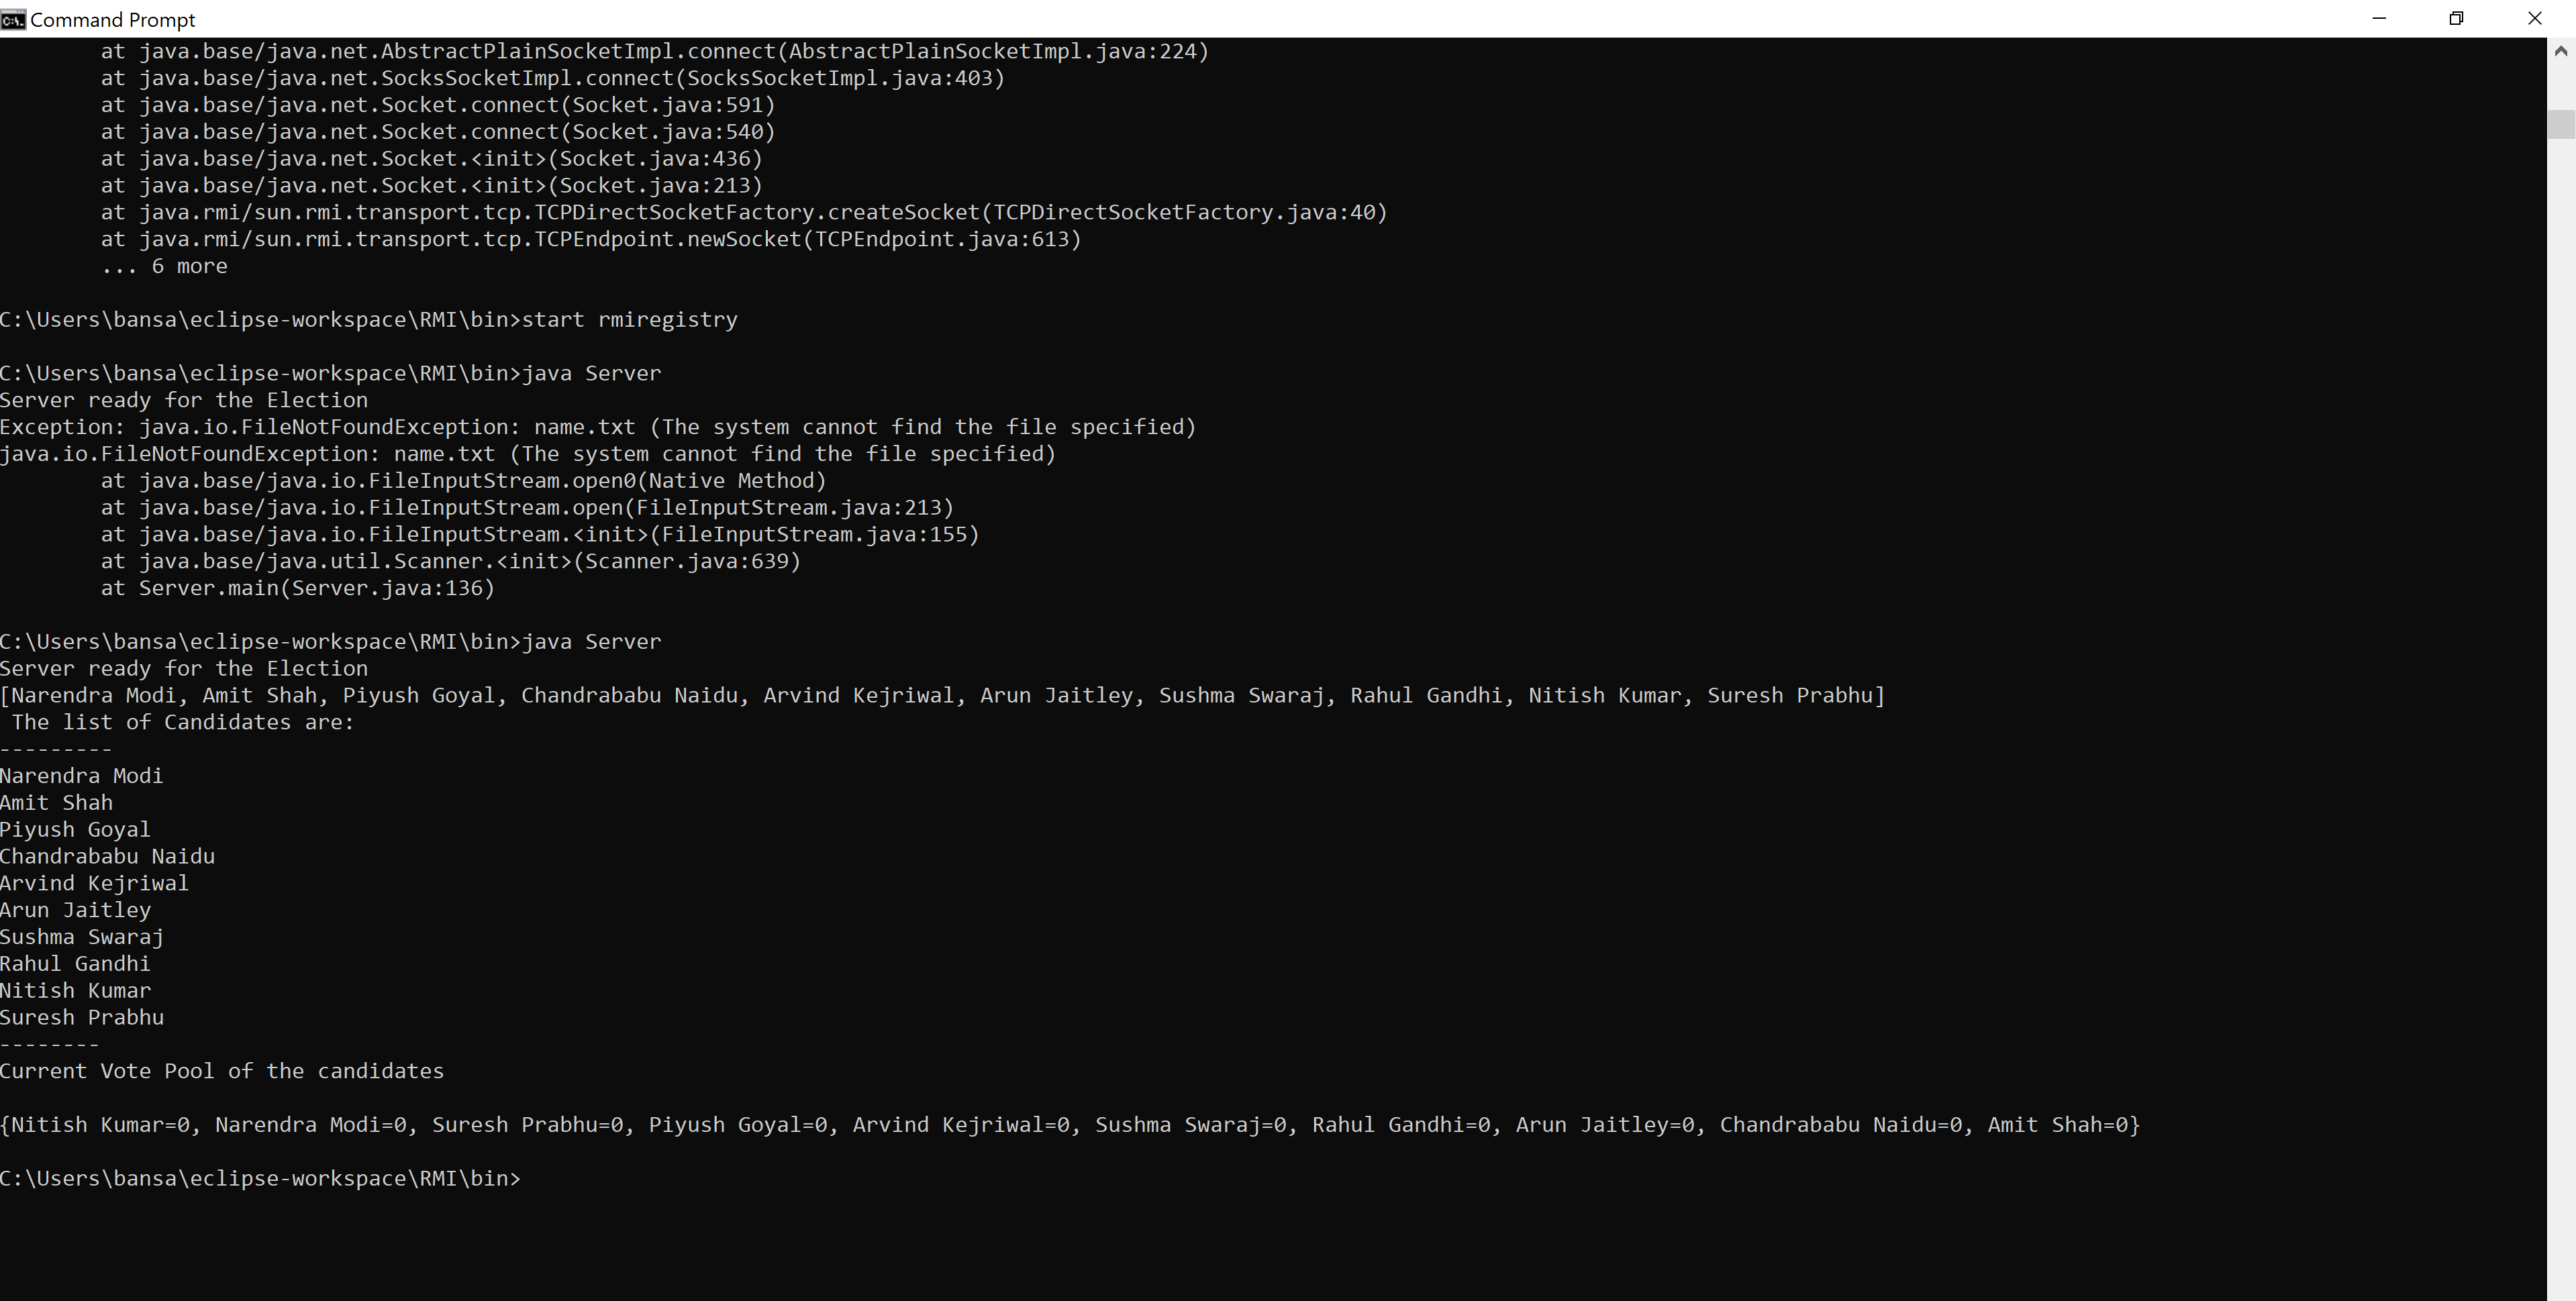 Command Prompt
at java.base/java.net.AbstractPlainSocketImpl.connect(AbstractPlainSocketImpl.java:224)
at java.base/java.net.SocksSocketImpl.connect(SocksSocketImpl.java:403)
at java.base/java.net.Socket.connect(Socket.java:591)
at java.base/java.net.Socket.connect(Socket.java:540)
at java.base/java.net.Socket.<init>(Socket.java:436)
at java.base/java.net.Socket.<init>(Socket.java:213)
at java.rmi/sun.rmi.transport.tcp.TCPDirectSocketFactory.createSocket(TCPDirectSocketFactory.java:40)
at java.rmi/sun.rmi.transport.tcp.TCPEndpoint.newSocket(TCPEndpoint.java:613)
... 6 more
C:\Users\bansa\eclipse-workspace\RMI\bin>start rmiregistry
C:\Users\bansa\eclipse-workspace\RMI\bin>java Server
Server ready for the Election
Exception: java.io.FileNotFoundException: name.txt (The system cannot find the file specified)
java.io.FileNotFoundException: name.txt (The system cannot find the file specified)
at java.base/java.io.FileInputStream.open0(Native Method)
at java.base/java.io.FileInputStream.open(FileInputStream.java:213)
at java.base/java.io.FileInputStream.<init>(FileInputStream.java:155)
at java.base/java.util.Scanner.<init>(Scanner.java:639)
at Server.main(Server.java:136)
C:\Users\bansa\eclipse-workspace\RMI\bin>java Server
Server ready for the Election
[Narendra Modi, Amit Shah, Piyush Goyal, Chandrababu Naidu, Arvind Kejriwal, Arun Jaitley, Sushma Swaraj, Rahul Gandhi, Nitish Kumar, Suresh Prabhu]
The list of Candidates are:
---------
Narendra Modi
Amit Shah
Piyush Goyal
Chandrababu Naidu
Arvind Kejriwal
Arun Jaitley
Sushma Swaraj
Rahul Gandhi
Nitish Kumar
Suresh Prabhu
--------
Current Vote Pool of the candidates
{Nitish Kumar=0, Narendra Modi=0, Suresh Prabhu=0, Piyush Goyal=0, Arvind Kejriwal=0, Sushma Swaraj=0, Rahul Gandhi=0, Arun Jaitley=0, Chandrababu Naidu=0, Amit Shah=0}
C:\Users\bansa\eclipse-workspace\RMI\bin>